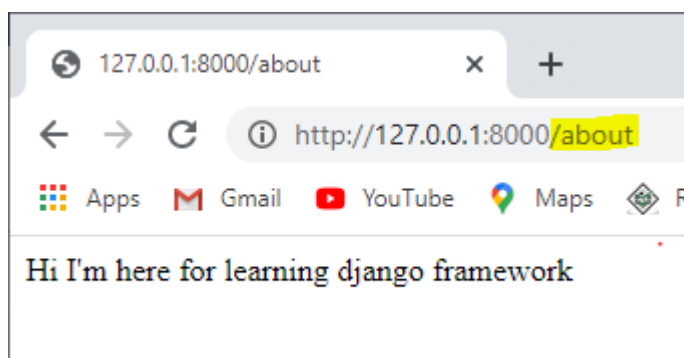 127.0.0.1:8000/about
http://127.0.0.1:8000/about
Apps Gmail YouTube Maps
Hi I'm here for learning django framework